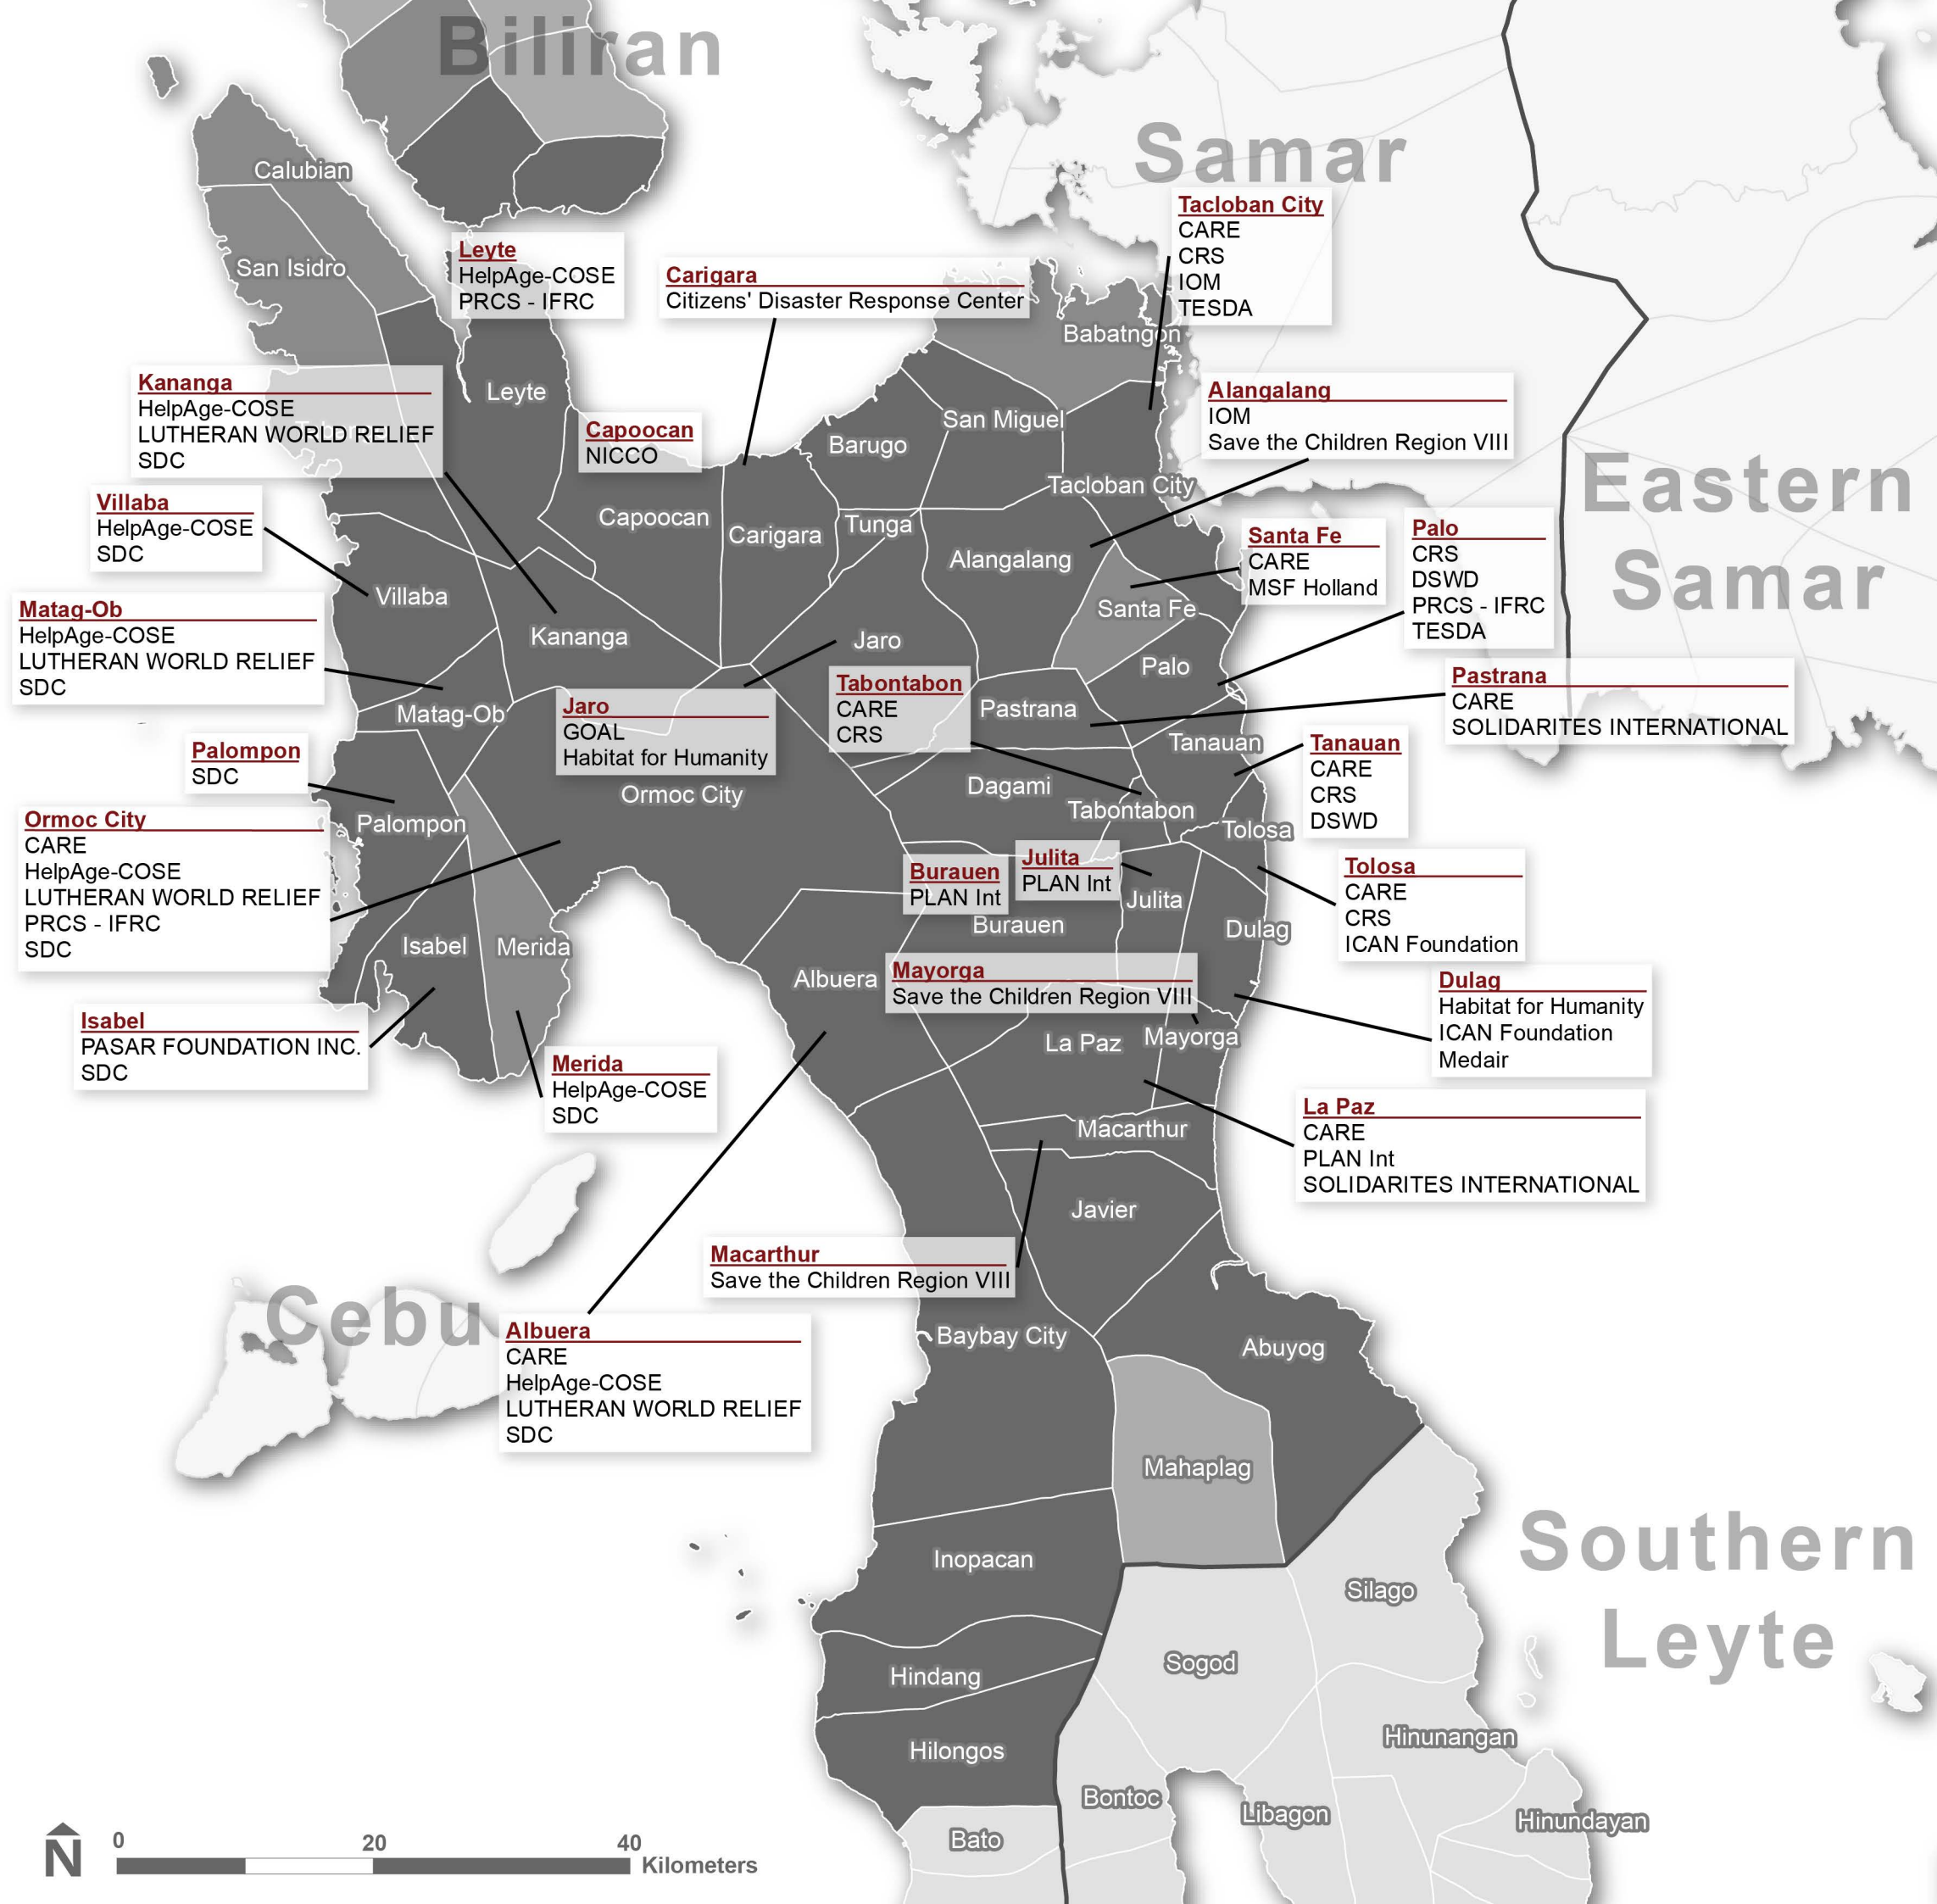 Biliran
Samar
Calubian
Tacloban City
CARE
CRS
IOM
TESDA
Leyte
HelpAge-COSE
PRCS - IFRC
San Isidro
Carigara
Citizens' Disaster Response Center
Babatngon
Kananga
HelpAge-COSE
LUTHERAN WORLD RELIEF
SDC
Leyte
Alangalang
IOM
Save the Children Region VIII
Capoocan
NICCO
San Miguel
Barugo
Eastern
Samar
Villaba
HelpAge-COSE
SDC
Tacloban City
Capoocan
Carigara
Tunga
Alangalang
Santa Fe
CARE
MSF Holland
Palo
CRS
DSWD
PRCS - IFRC
TESDA
Villaba
Santa Fe
Matag-Ob
HelpAge-COSE
LUTHERAN WORLD RELIEF
SDC
Kananga
Jaro
Palo
Tabontabon
CARE
CRS
Pastrana
CARE
SOLIDARITES INTERNATIONAL
Matag-Ob
Jaro
GOAL
Habitat for Humanity
Pastrana
Tanauan
Tanauan
CARE
CRS
DSWD
Palompon
SDC
Ormoc City
Dagami
Tabontabon
Ormoc City
CARE
HelpAge-COSE
LUTHERAN WORLD RELIEF
PRCS - IFRC
SDC
Palompon
Tolosa
Burauen
PLAN Int
Julita
PLAN Int
Tolosa
CARE
CRS
ICAN Foundation
Julita
Burauen
Dulag
Isabel
Merida
Albuera
Mayorga
Save the Children Region VIII
Dulag
Habitat for Humanity
ICAN Foundation
Medair
Isabel
PASAR FOUNDATION INC.
SDC
La Paz
Mayorga
Merida
HelpAge-COSE
SDC
La Paz
CARE
PLAN Int
SOLIDARITES INTERNATIONAL
Macarthur
Javier
Macarthur
Save the Children Region VIII
Cebu
Albuera
CARE
HelpAge-COSE
LUTHERAN WORLD RELIEF
SDC
Baybay City
Abuyog
Mahaplag
Southern
Leyte
Inopacan
Silago
Sogod
Hindang
Hinunangan
Hilongos
Bontoc
Libagon
Hinundayan
Bato
N
0 20 40
Kilometers